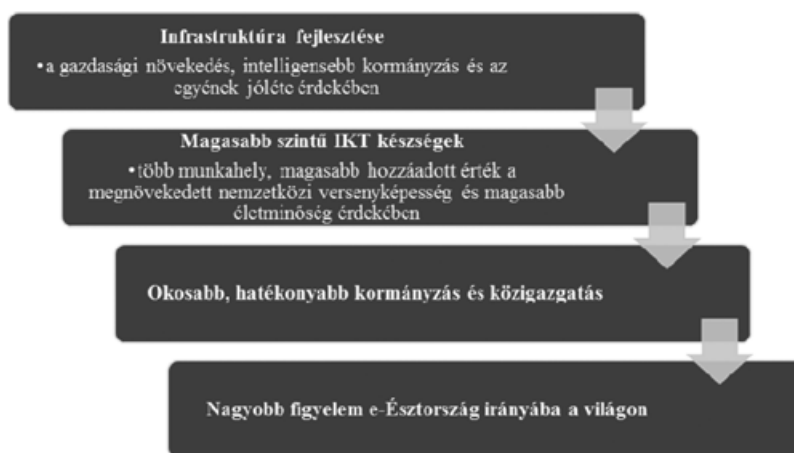 Infrastruktúra fejlesztése
•a gazdasági növekedés, intelligensebb kormányzás és az
egyének jóléte érdekében
Magasabb szintű IKT készségek
•több munkahely, magasabb hozzáadott érték a
megnövekedett nemzetközi versenyképesség és magasabb
életminőség érdekében
Okosabb, hatékonyabb kormányzás és közigazgatás
Nagyobb figyelem e-Észtország irányába a világon